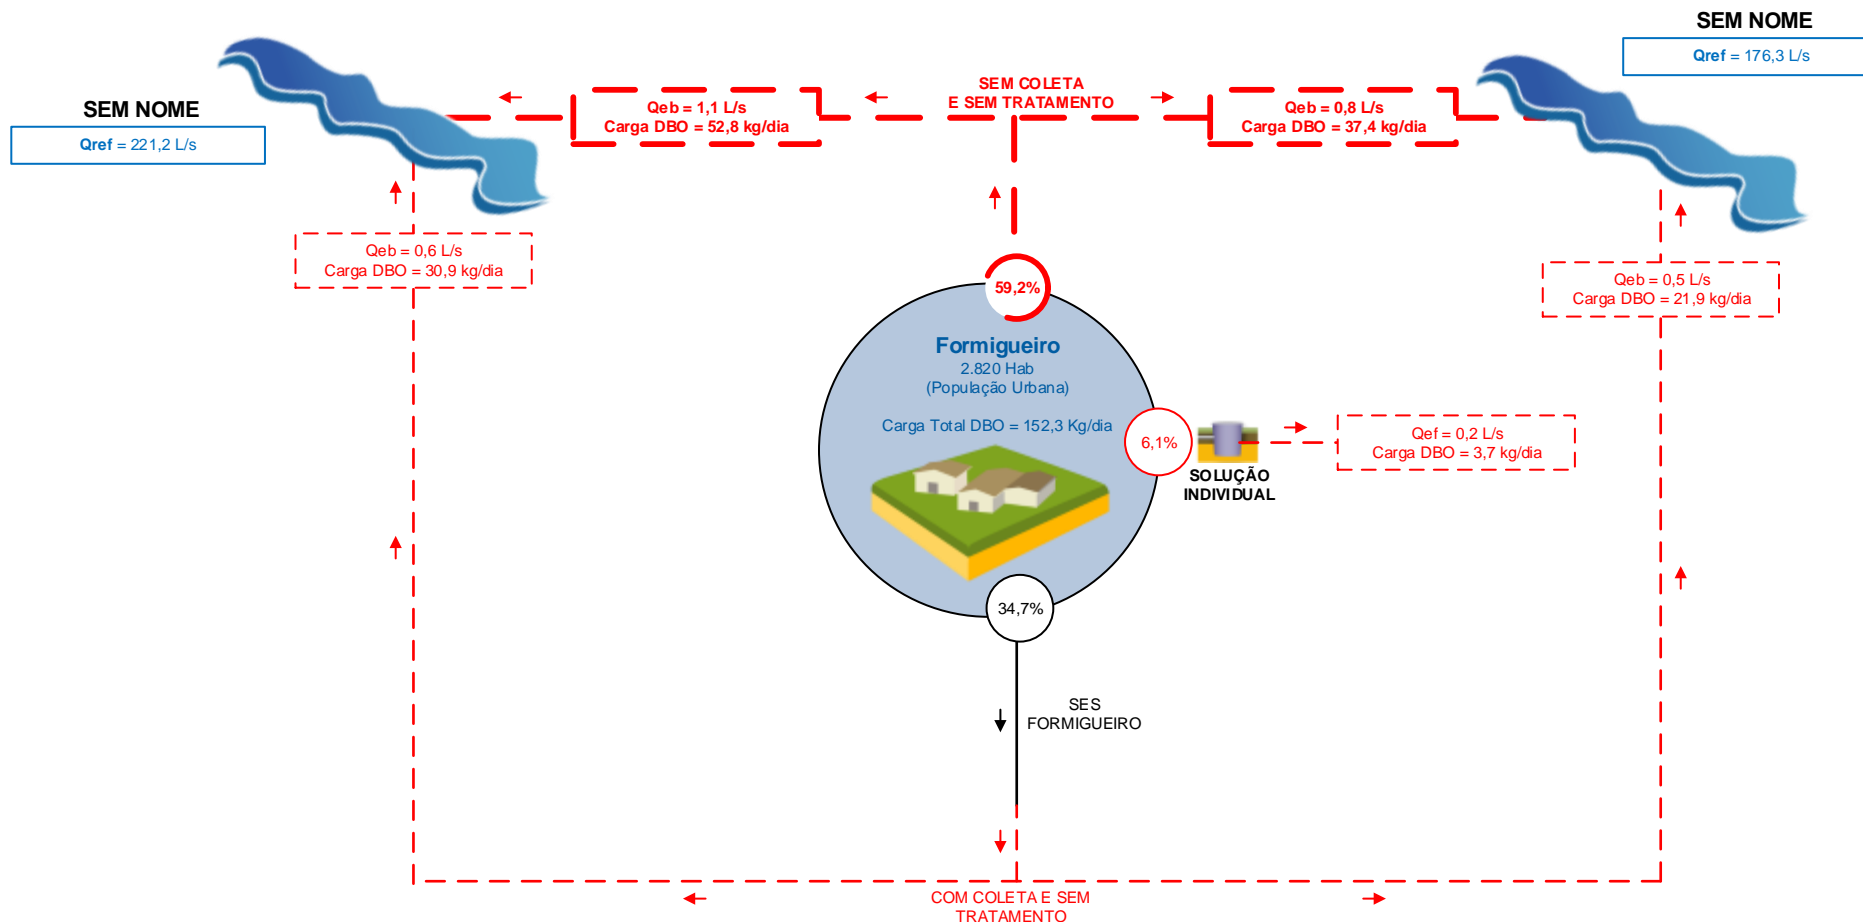 SEM NOME
Qref = 176,3 L/s
SEM NOME
Qref = 221,2 L/s
SEM COLETA
E SEM TRATAMENTO
Qeb = 1,1 L/s
Carga DBO = 52,8 kg/dia
Qeb = 0,8 L/s
Carga DBO = 37,4 kg/dia
Qeb = 0,6 L/s
Carga DBO = 30,9 kg/dia
Qeb = 0,5 L/s
Carga DBO = 21,9 kg/dia
59,2%
Formigueiro
2.820 Hab
(População Urbana)
Carga Total DBO = 152,3 Kg/dia
6,1%
SOLUÇÃO
INDIVIDUAL
Qef = 0,2 L/s
Carga DBO = 3,7 kg/dia
34,7%
SES
FORMIGUEIRO
COM COLETA E SEM
TRATAMENTO